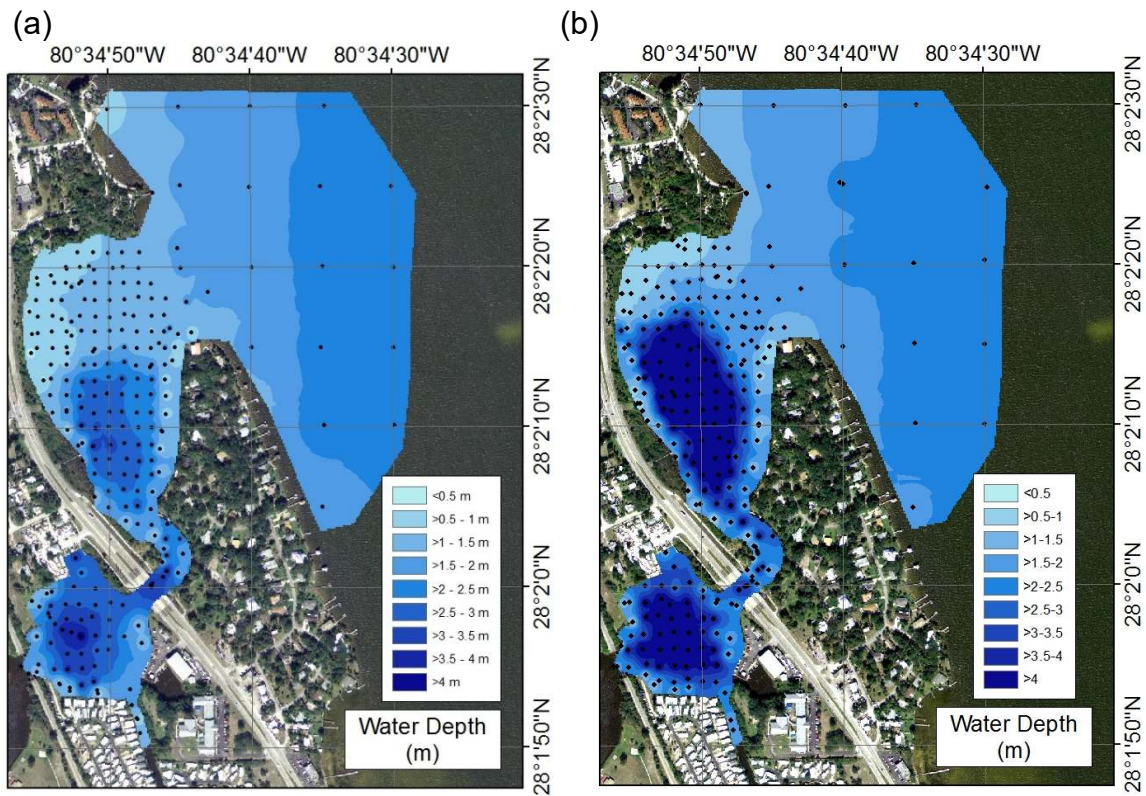 (a)
80°34'50"W 80°34'40"W 80°34'30"W
28°2'30"N
28°2'20"N
28°2'10"N
28°2'0"N
28°1'50"N
<0.5 m
>0.5 - 1 m
>1 - 1.5 m
>1.5 - 2 m
>2 - 2.5 m
>2.5 - 3 m
>3 - 3.5 m
>3.5 - 4 m
>4 m
Water Depth
(m)
(b)
80°34'50"W 80°34'40"W 80°34'30"W
28°2'30"N
28°2'20"N
28°2'10"N
28°2'0"N
28°1'50"N
<0.5
>0.5-1
>1-1.5
>1.5-2
>2-2.5
>2.5-3
>3-3.5
>3.5-4
>4
Water Depth
(m)